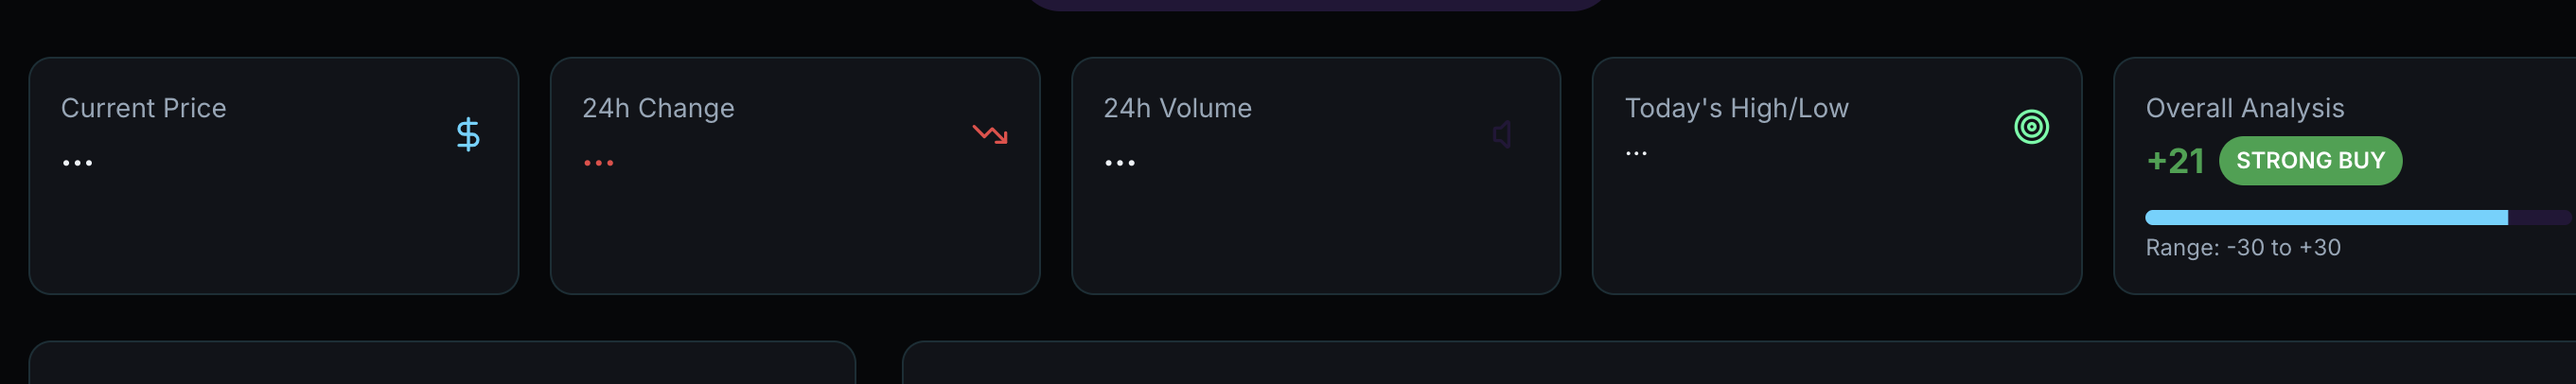 Current Price
...
24h Change
...
24h Volume
...
Today's High/Low
...
Overall Analysis
+21 STRONG BUY
Range: -30 to +30